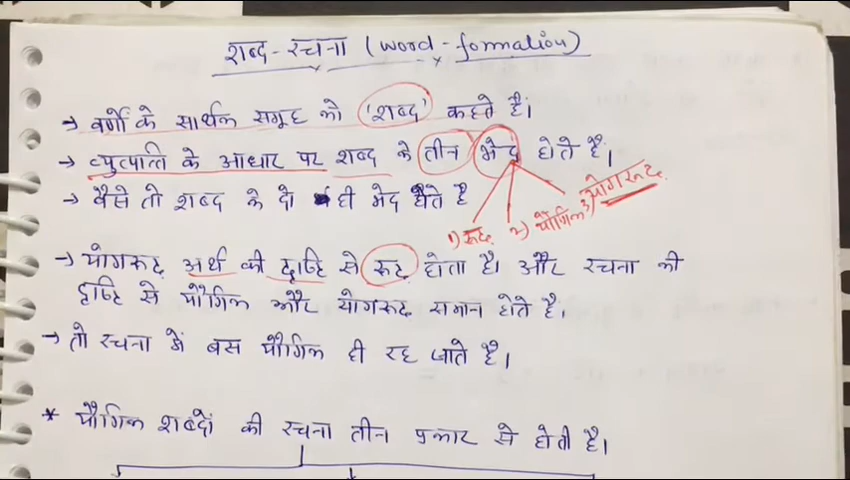 शब्द-रचना (word-formation)
→ वर्णों के सार्थक समूह को 'शब्द' कहते हैं।
→ व्युत्पत्ति के आधार पर शब्द के तीन भेद होते हैं।
→ वैसे तो शब्द के दो ही भेद होते है
1) रूढ़ 2) यौगिक 3) योगरूढ़
→ योगरूढ़ अर्थ की दृष्टि से रूढ़ होता है। और रचना की
दृष्टि से यौगिक और योगरूढ़ समान होते है।
→ तो रचना में बस यौगिक ही रह जाते है।
* यौगिक शब्दों की रचना तीन प्रकार से होती है।